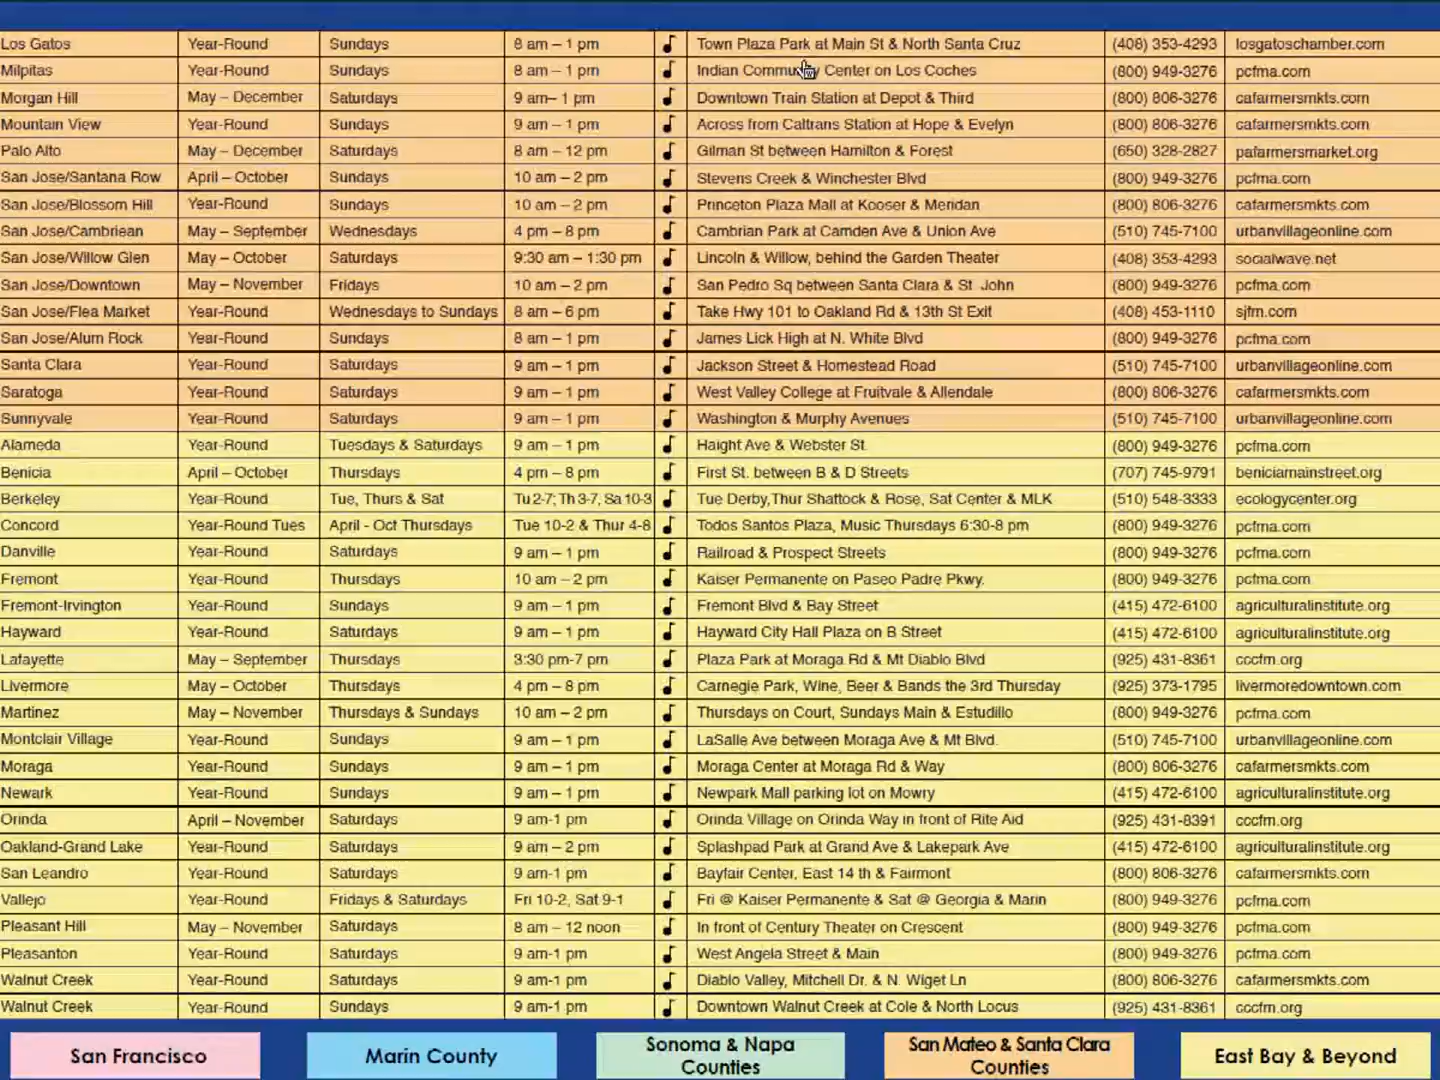 Los Gatos Year-Round Sundays 8 am – 1 pm Town Plaza Park at Main St & North Santa Cruz (408) 353-4293 losgatoschamber.com
Milpitas Year-Round Sundays 8 am – 1 pm Indian Community Center on Los Coches (800) 949-3276 pcfma.com
Morgan Hill May – December Saturdays 9 am– 1 pm Downtown Train Station at Depot & Third (800) 806-3276 cafarmersmkts.com
Mountain View Year-Round Sundays 9 am – 1 pm Across from Caltrans Station at Hope & Evelyn (800) 806-3276 cafarmersmkts.com
Palo Alto May – December Saturdays 8 am – 12 pm Gilman St between Hamilton & Forest (650) 328-2827 pafarmersmarket.org
San Jose/Santana Row April – October Sundays 10 am – 2 pm Stevens Creek & Winchester Blvd (800) 949-3276 pcfma.com
San Jose/Blossom Hill Year-Round Sundays 10 am – 2 pm Princeton Plaza Mall at Kooser & Meridan (800) 806-3276 cafarmersmkts.com
San Jose/Cambriean May – September Wednesdays 4 pm – 8 pm Cambrian Park at Camden Ave & Union Ave (510) 745-7100 urbanvillageonline.com
San Jose/Willow Glen May – October Saturdays 9:30 am – 1:30 pm Lincoln & Willow, behind the Garden Theater (408) 353-4293 socialwave.net
San Jose/Downtown May – November Fridays 10 am – 2 pm San Pedro Sq between Santa Clara & St John (800) 949-3276 pcfma.com
San Jose/Flea Market Year-Round Wednesdays to Sundays 8 am – 6 pm Take Hwy 101 to Oakland Rd & 13th St Exit (408) 453-1110 sjfm.com
San Jose/Alum Rock Year-Round Sundays 8 am – 1 pm James Lick High at N. White Blvd (800) 949-3276 pcfma.com
Santa Clara Year-Round Saturdays 9 am – 1 pm Jackson Street & Homestead Road (510) 745-7100 urbanvillageonline.com
Saratoga Year-Round Saturdays 9 am – 1 pm West Valley College at Fruitvale & Allendale (800) 806-3276 cafarmersmkts.com
Sunnyvale Year-Round Saturdays 9 am – 1 pm Washington & Murphy Avenues (510) 745-7100 urbanvillageonline.com
Alameda Year-Round Tuesdays & Saturdays 9 am – 1 pm Haight Ave & Webster St. (800) 949-3276 pcfma.com
Benicia April – October Thursdays 4 pm – 8 pm First St. between B & D Streets (707) 745-9791 beniciamainstreet.org
Berkeley Year-Round Tue, Thurs & Sat Tu 2-7; Th 3-7, Sa 10-3 Tue Derby,Thur Shattock & Rose, Sat Center & MLK (510) 548-3333 ecologycenter.org
Concord Year-Round Tues April - Oct Thursdays Tue 10-2 & Thur 4-8 Todos Santos Plaza, Music Thursdays 6:30-8 pm (800) 949-3276 pcfma.com
Danville Year-Round Saturdays 9 am – 1 pm Railroad & Prospect Streets (800) 949-3276 pcfma.com
Fremont Year-Round Thursdays 10 am – 2 pm Kaiser Permanente on Paseo Padre Pkwy. (800) 949-3276 pcfma.com
Fremont-Irvington Year-Round Sundays 9 am – 1 pm Fremont Blvd & Bay Street (415) 472-6100 agriculturalinstitute.org
Hayward Year-Round Saturdays 9 am – 1 pm Hayward City Hall Plaza on B Street (415) 472-6100 agriculturalinstitute.org
Lafayette May – September Thursdays 3:30 pm-7 pm Plaza Park at Moraga Rd & Mt Diablo Blvd (925) 431-8361 cccfm.org
Livermore May – October Thursdays 4 pm – 8 pm Carnegie Park, Wine, Beer & Bands the 3rd Thursday (925) 373-1795 livermoredowntown.com
Martinez May – November Thursdays & Sundays 10 am – 2 pm Thursdays on Court, Sundays Main & Estudillo (800) 949-3276 pcfma.com
Montclair Village Year-Round Sundays 9 am – 1 pm LaSalle Ave between Moraga Ave & Mt Blvd. (510) 745-7100 urbanvillageonline.com
Moraga Year-Round Sundays 9 am – 1 pm Moraga Center at Moraga Rd & Way (800) 806-3276 cafarmersmkts.com
Newark Year-Round Sundays 9 am – 1 pm Newpark Mall parking lot on Mowry (415) 472-6100 agriculturalinstitute.org
Orinda April – November Saturdays 9 am-1 pm Orinda Village on Orinda Way in front of Rite Aid (925) 431-8391 cccfm.org
Oakland-Grand Lake Year-Round Saturdays 9 am – 2 pm Splashpad Park at Grand Ave & Lakepark Ave (415) 472-6100 agriculturalinstitute.org
San Leandro Year-Round Saturdays 9 am-1 pm Bayfair Center, East 14 th & Fairmont (800) 806-3276 cafarmersmkts.com
Vallejo Year-Round Fridays & Saturdays Fri 10-2, Sat 9-1 Fri @ Kaiser Permanente & Sat @ Georgia & Marin (800) 949-3276 pcfma.com
Pleasant Hill May – November Saturdays 8 am – 12 noon In front of Century Theater on Crescent (800) 949-3276 pcfma.com
Pleasanton Year-Round Saturdays 9 am-1 pm West Angela Street & Main (800) 949-3276 pcfma.com
Walnut Creek Year-Round Saturdays 9 am-1 pm Diablo Valley, Mitchell Dr. & N. Wiget Ln (800) 806-3276 cafarmersmkts.com
Walnut Creek Year-Round Sundays 9 am-1 pm Downtown Walnut Creek at Cole & North Locus (925) 431-8361 cccfm.org
San Francisco
Marin County
Sonoma & Napa
Counties
San Mateo & Santa Clara
Counties
East Bay & Beyond